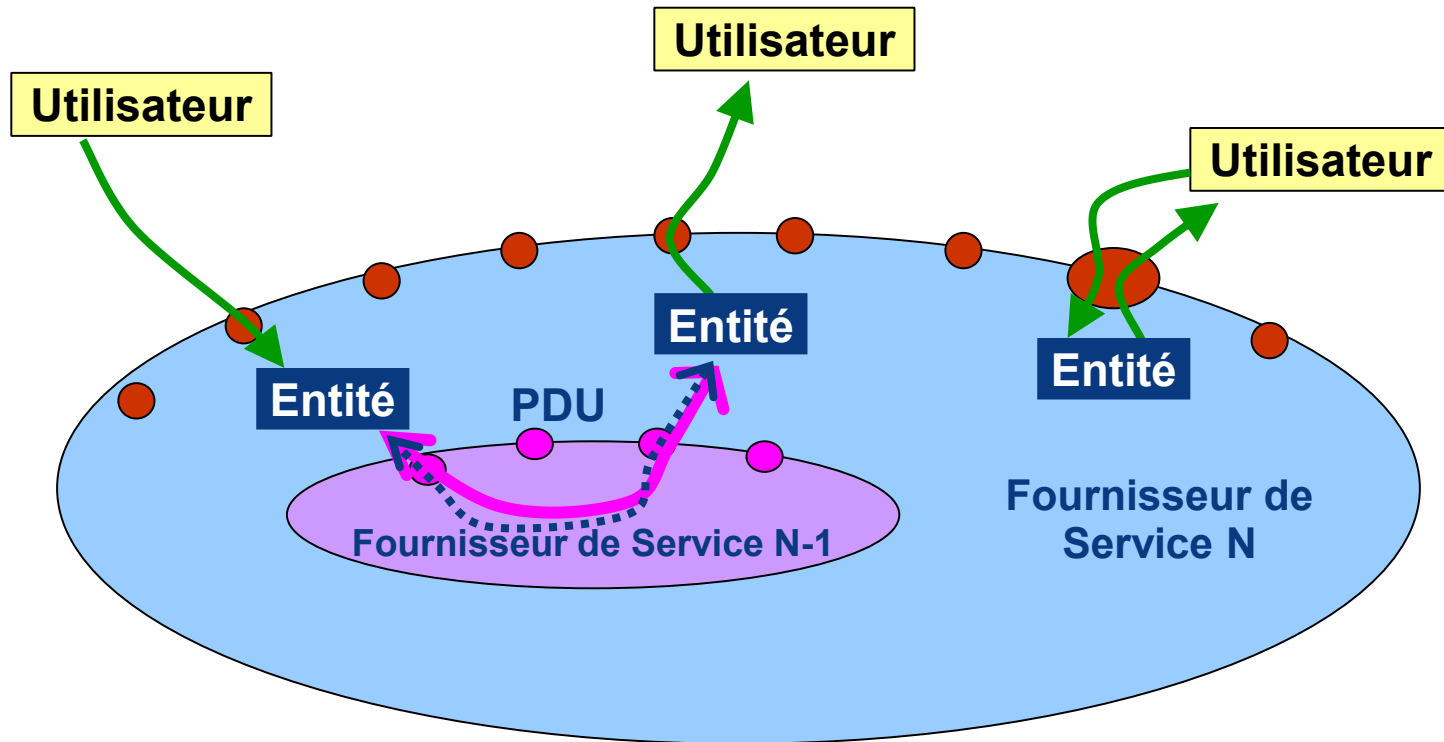 Utilisateur
Utilisateur
Utilisateur
Entité
Entité
Entité
PDU
Fournisseur de
Service N
Fournisseur de Service N-1